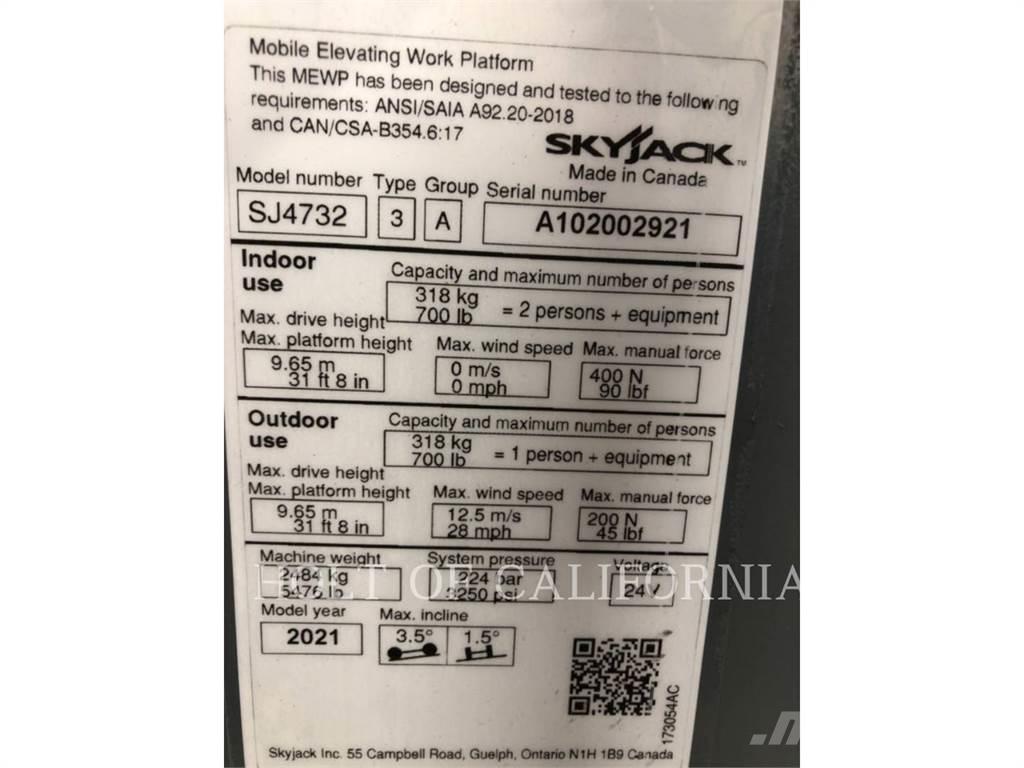 Mobile Elevating Work Platform
This MEWP has been designed and tested to the following
requirements: ANSI/SAIA A92.20-2018
and CAN/CSA-B354.6:17
SKYJACK™
Made in Canada
Model number Type Group Serial number
SJ4732 3 A A102002921
Indoor use
Capacity and maximum number of persons
318 kg
700 lb = 2 persons + equipment
Max. drive height
Max. platform height Max. wind speed Max. manual force
9.65 m 0 m/s 400 N
31 ft 8 in 0 mph 90 lbf
Outdoor use
Capacity and maximum number of persons
318 kg
700 lb = 1 person + equipment
Max. drive height
Max. platform height Max. wind speed Max. manual force
9.65 m 12.5 m/s 200 N
31 ft 8 in 28 mph 45 lbf
Machine weight System pressure Voltage
2484 kg 224 bar 24V
5476 lb 3250 psi
HOLT OF CALIFORNIA
Model year Max. incline
2021 3.5° 1.5°
173054AC
Skyjack Inc. 55 Campbell Road, Guelph, Ontario N1H 1B9 Canada